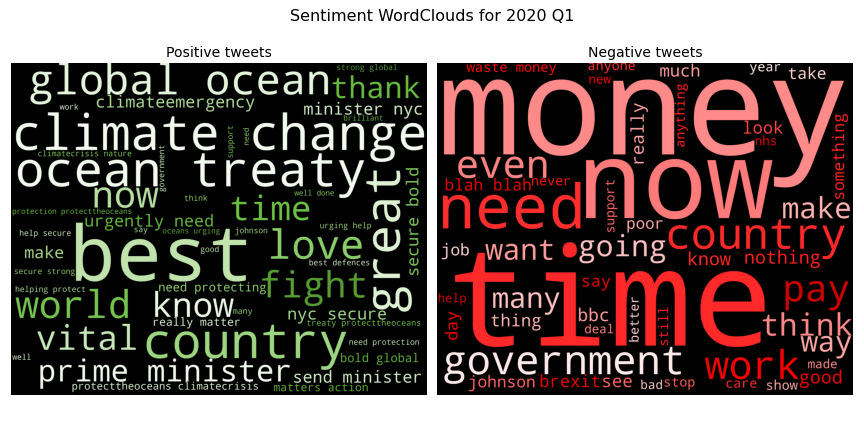 Sentiment WordClouds for 2020 Q1
Positive tweets
global ocean
strong global
thank
work
climateemergency
minister nyc
brilliant
climate change
support
need
climatecrisis nature
government
ocean treaty
great
now
think
well done
secure bold
protection protecttheoceans
urgently need
time
urging help
help secure
say
oceans urging
johnson
good
make
best
love
best defences
secure strong
helping protect
need protecting
fight
world
know
many
nyc secure
really matter
treaty protecttheoceans
vital
country
need protection
well
bold global
prime minister
send minister
protecttheoceans climatecrisis
matters action
Negative tweets
waste money
anyone
new
much
year
take
money
really
anything
look
nhs
something
even
now
blah blah
never
need
support
poor
make
country
job
want
going
know
nothing
time
say
many
thing
bbc
deal
better
still
pay
help
day
think
way
government
work
made
good
johnson
brexit
see
bad
stop
care
show